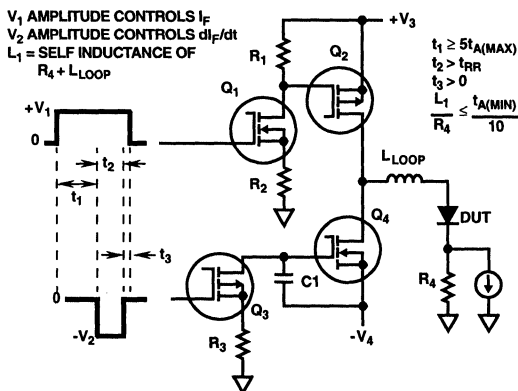 V1 AMPLITUDE CONTROLS IF
V2 AMPLITUDE CONTROLS dIF/dt
L1 = SELF INDUCTANCE OF
R4 + LLOOP
+V1
0
t2
t1
t3
0
-V2
R1
Q1
R2
Q2
+V3
t1 ≥ 5tA(MAX)
t2 > tRR
t3 > 0
L1/R4 ≤ tA(MIN)/10
LLOOP
DUT
Q4
C1
Q3
R3
R4
-V4